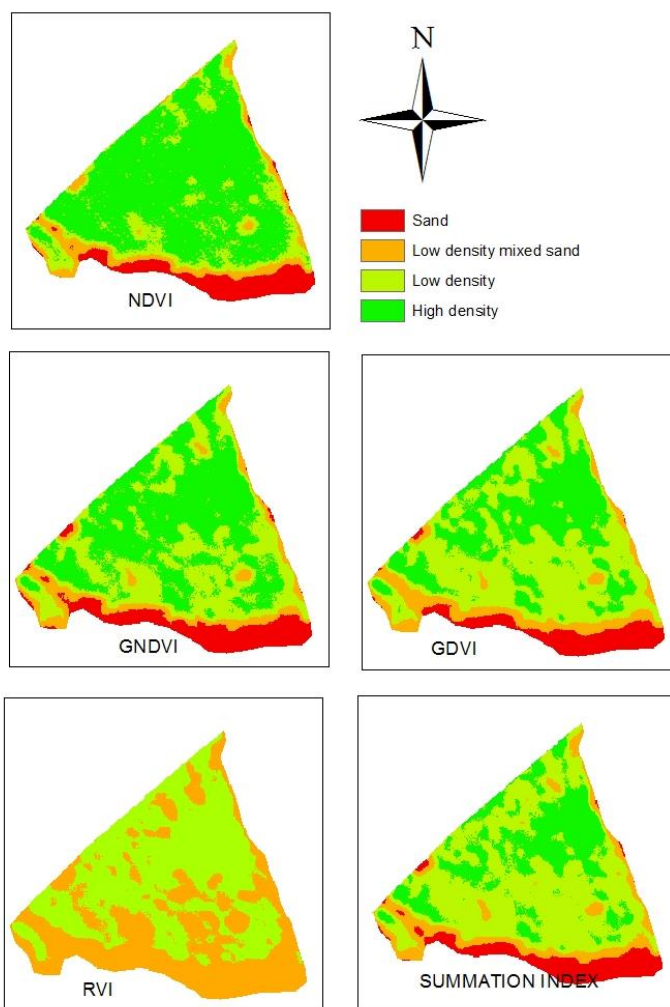 N
Sand
Low density mixed sand
Low density
High density
NDVI
GNDVI
GDVI
RVI
SUMMATION INDEX